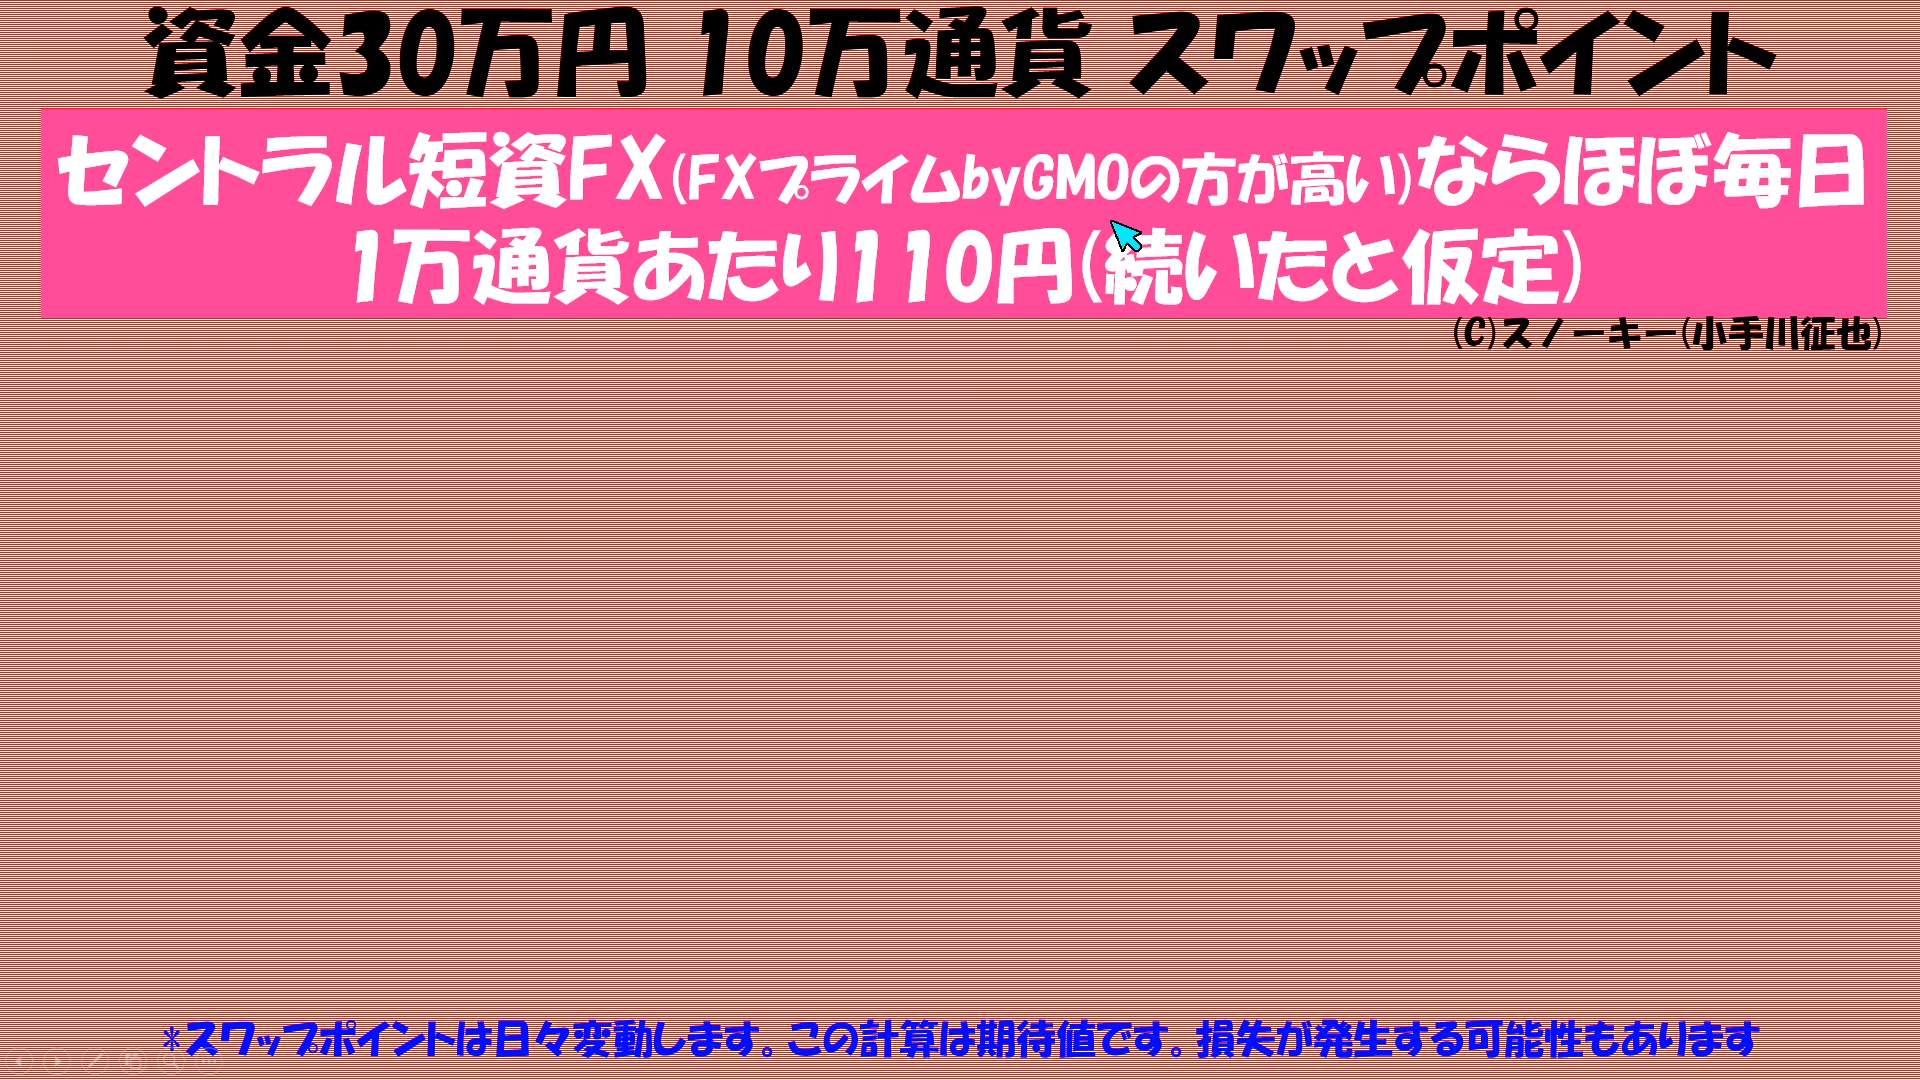 資金30万円 10万通貨 スワップポイント
セントラル短資FX(FXプライムbyGMOの方が高い)ならほぼ毎日
1万通貨あたり110円(続いたと仮定)
(C)スノーキー(小手川征也)
*スワップポイントは日々変動します。この計算は期待値です。損失が発生する可能性もあります